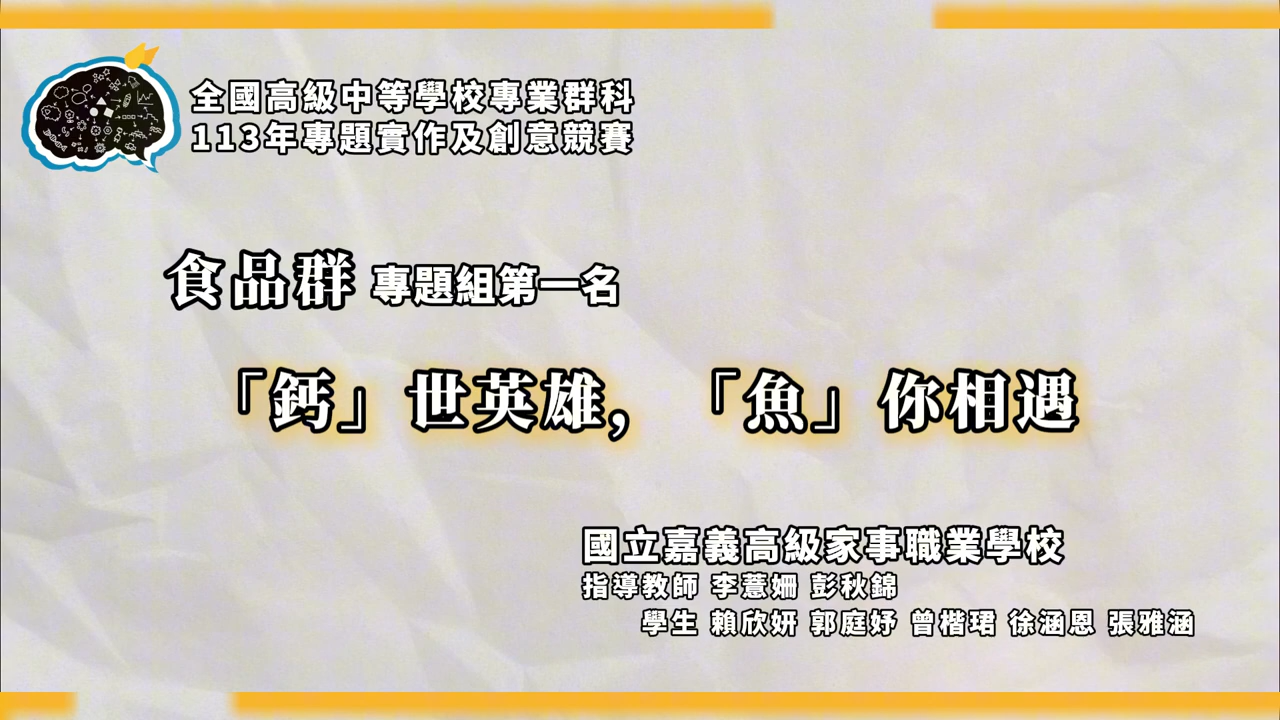 全國高級中等學校專業群科
113年專題實作及創意競賽
食品群 專題組第一名
「鈣」世英雄，「魚」你相遇
國立嘉義高級家事職業學校
指導教師 李薏姍 彭秋錦
學生 賴欣妍 郭庭妤 曾楷珺 徐涵恩 張雅涵